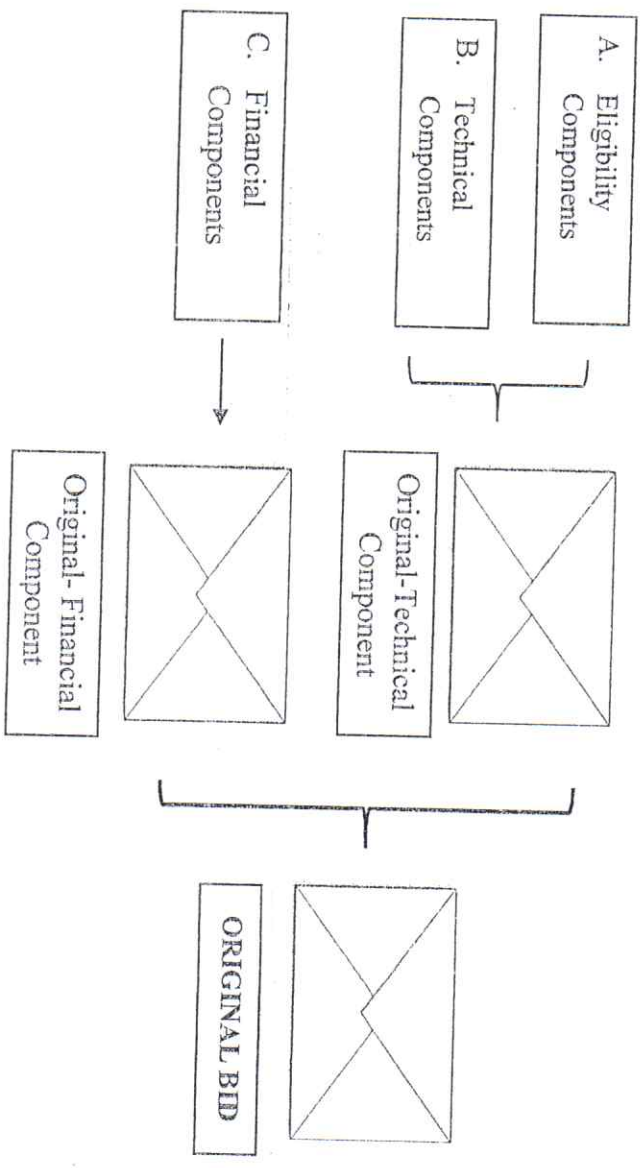 A. Eligibility
Components
B. Technical
Components
C. Financial
Components
Original-Technical
Component
Original- Financial
Component
ORIGINAL BID